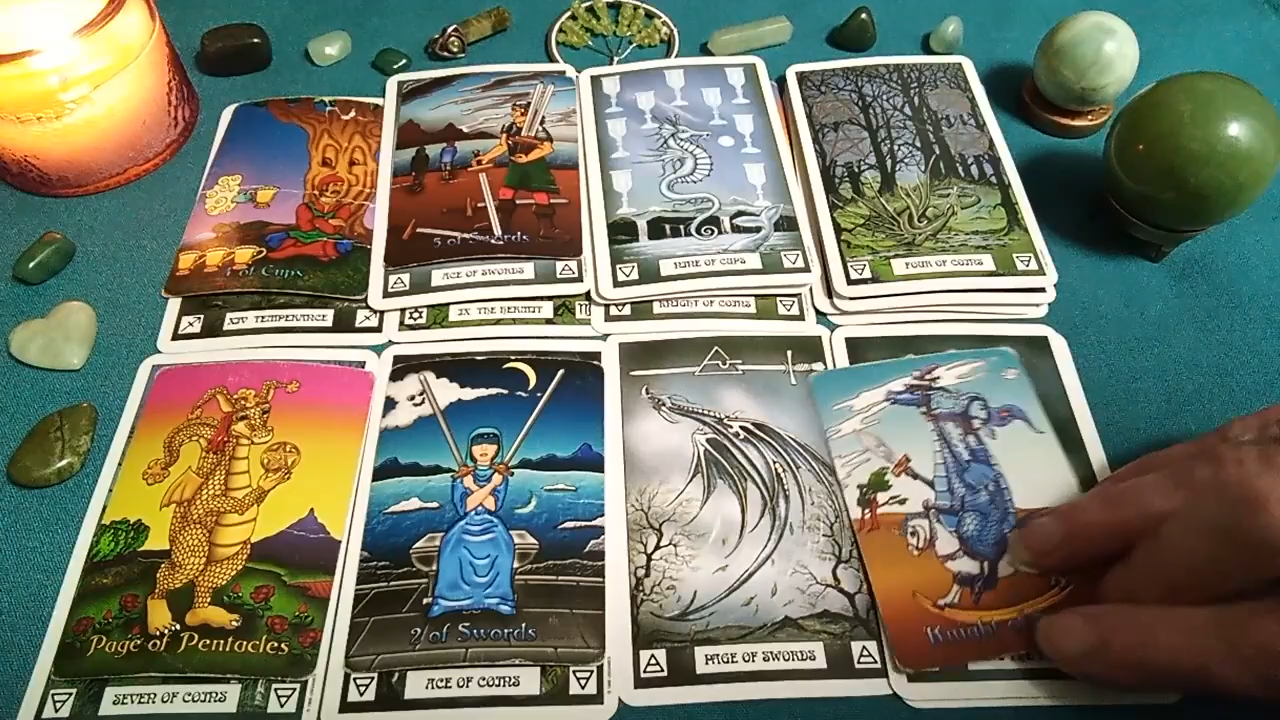 4 of Cups
XIV TEMPERANCE
5 of Swords
ACE OF SWORDS
IX THE HERMIT
NINE OF CUPS
KNIGHT OF COINS
FOUR OF COINS
Page of Pentacles
SEVEN OF COINS
2 of Swords
ACE OF COINS
PAGE OF SWORDS
Knight